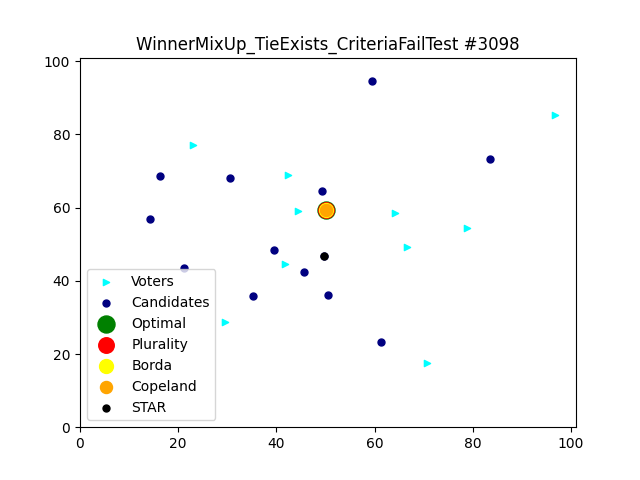 WinnerMixUp_TieExists_CriteriaFailTest #3098
100
80
60
40
20
0
Voters
Candidates
Optimal
Plurality
Borda
Copeland
STAR
0 20 40 60 80 100